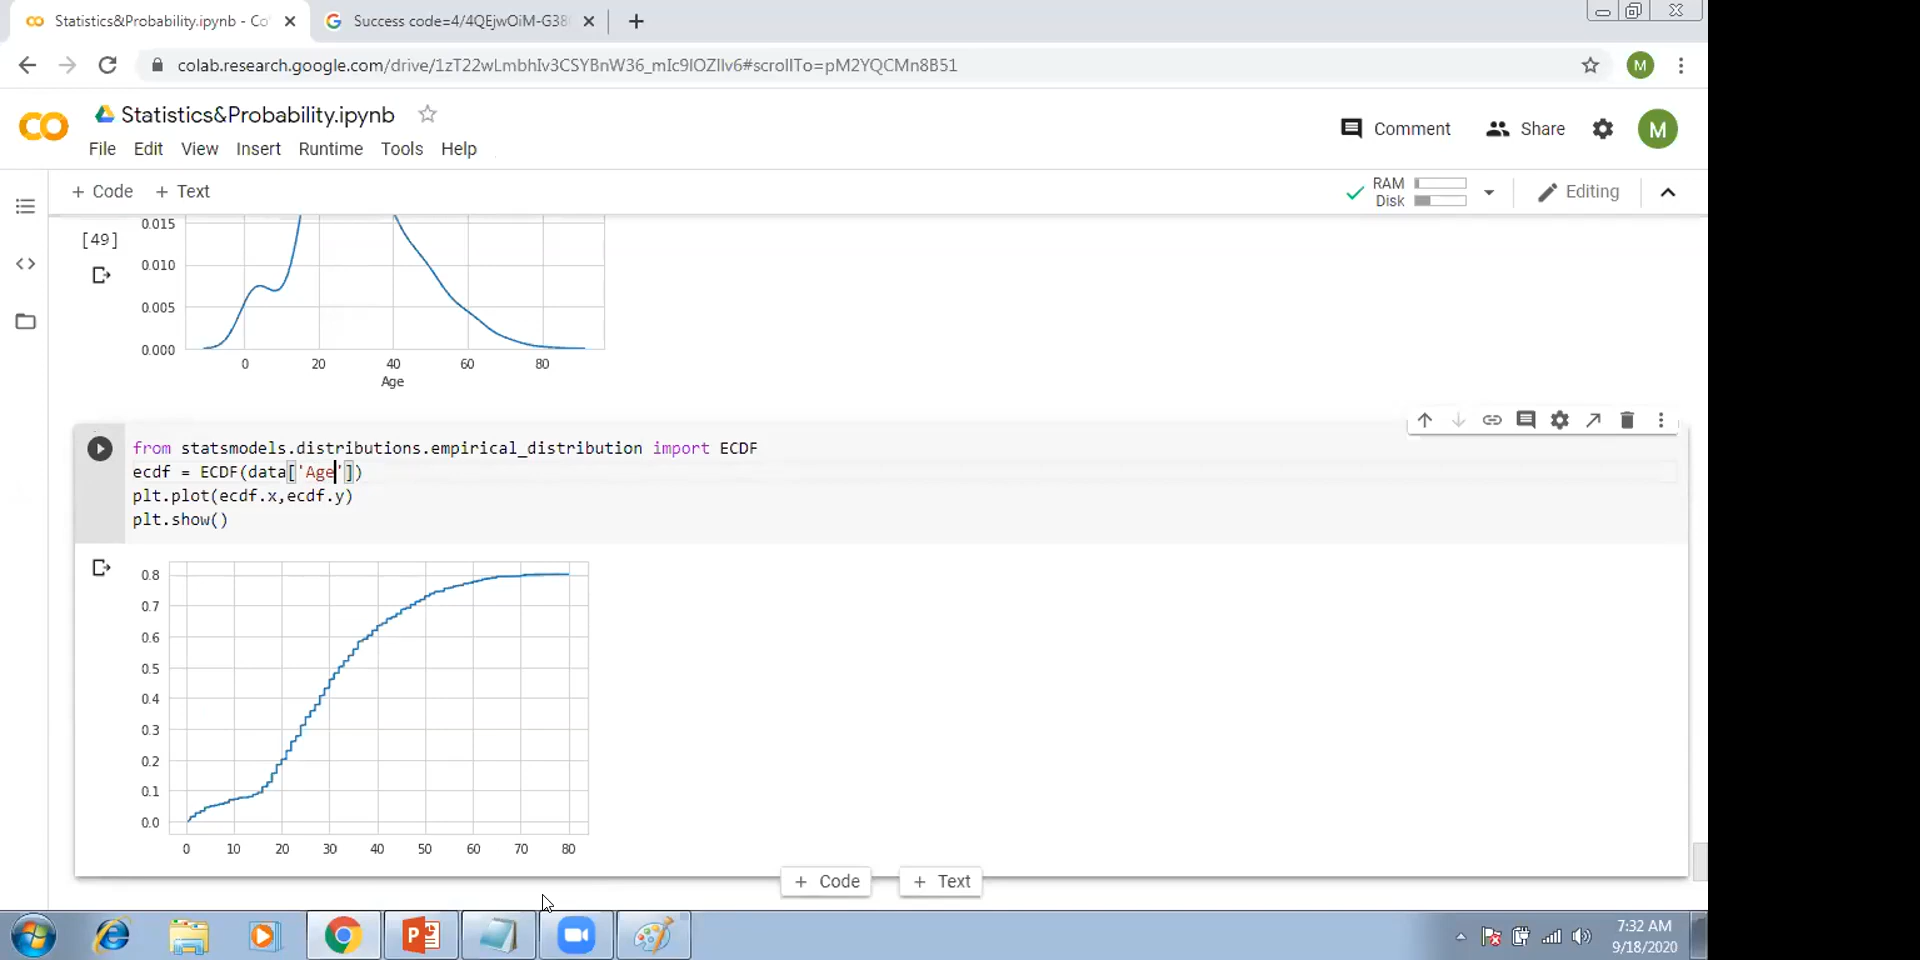 Statistics&Probability.ipynb - Co
Success code=4/4QEjwOiM-G38
colab.research.google.com/drive/1zT22wLmbhIv3CSYBnW36_mIc9lOZIlv6#scrollTo=pM2YQCMn8B51
M
CO
Statistics&Probability.ipynb
Comment
Share
M
File Edit View Insert Runtime Tools Help
+ Code + Text
RAM
Disk
Editing
[49]
0.015
0.010
0.005
0.000
0 20 40 60 80
Age
from statsmodels.distributions.empirical_distribution import ECDF
ecdf = ECDF(data['Age'])
plt.plot(ecdf.x,ecdf.y)
plt.show()
0.8
0.7
0.6
0.5
0.4
0.3
0.2
0.1
0.0
0 10 20 30 40 50 60 70 80
+ Code + Text
7:32 AM
9/18/2020